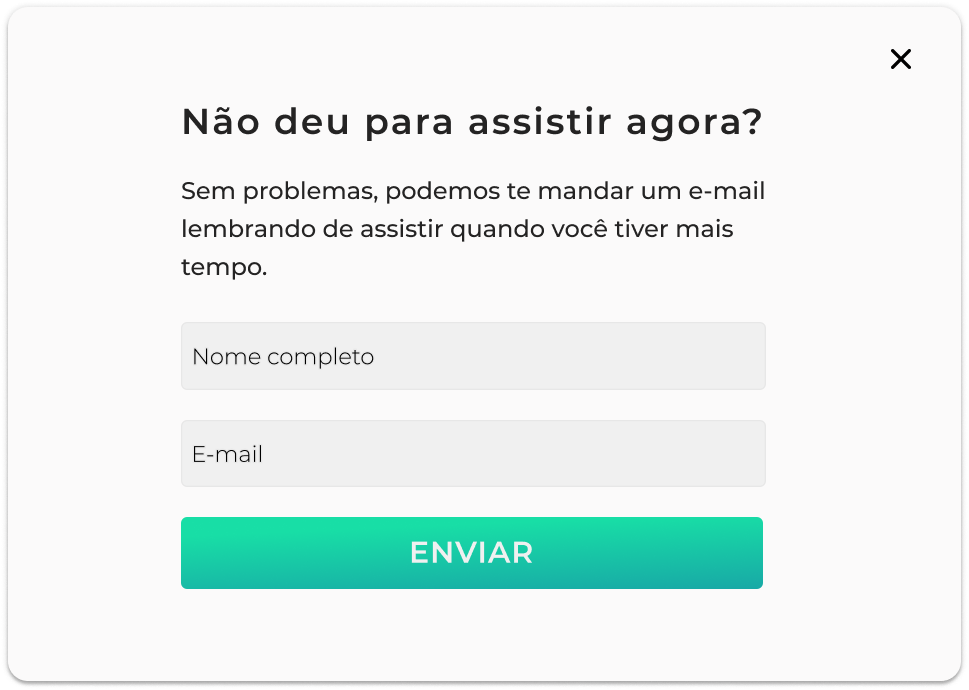 Não deu para assistir agora?
Sem problemas, podemos te mandar um e-mail
lembrando de assistir quando você tiver mais
tempo.
Nome completo
E-mail
ENVIAR